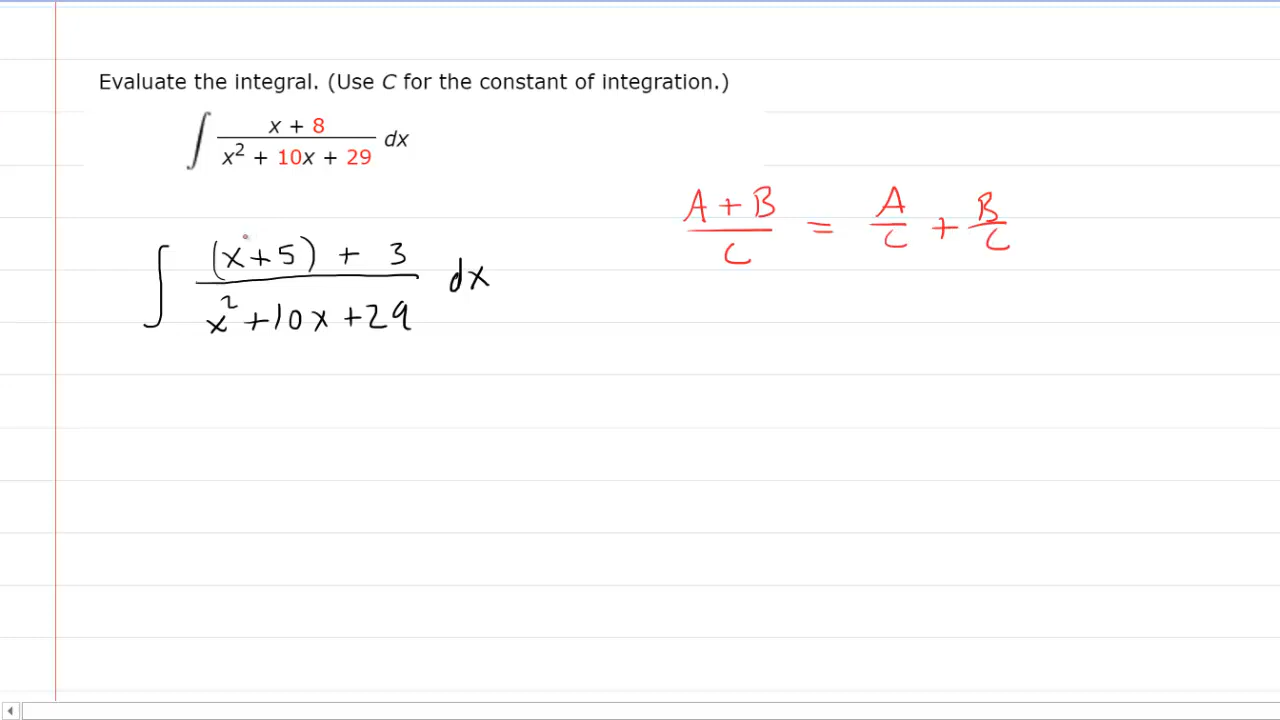 Evaluate the integral. (Use C for the constant of integration.)
∫ (x + 8)/(x² + 10x + 29) dx
(A + B)/C = A/C + B/C
∫ ((x+5) + 3)/(x² + 10x + 29) dx